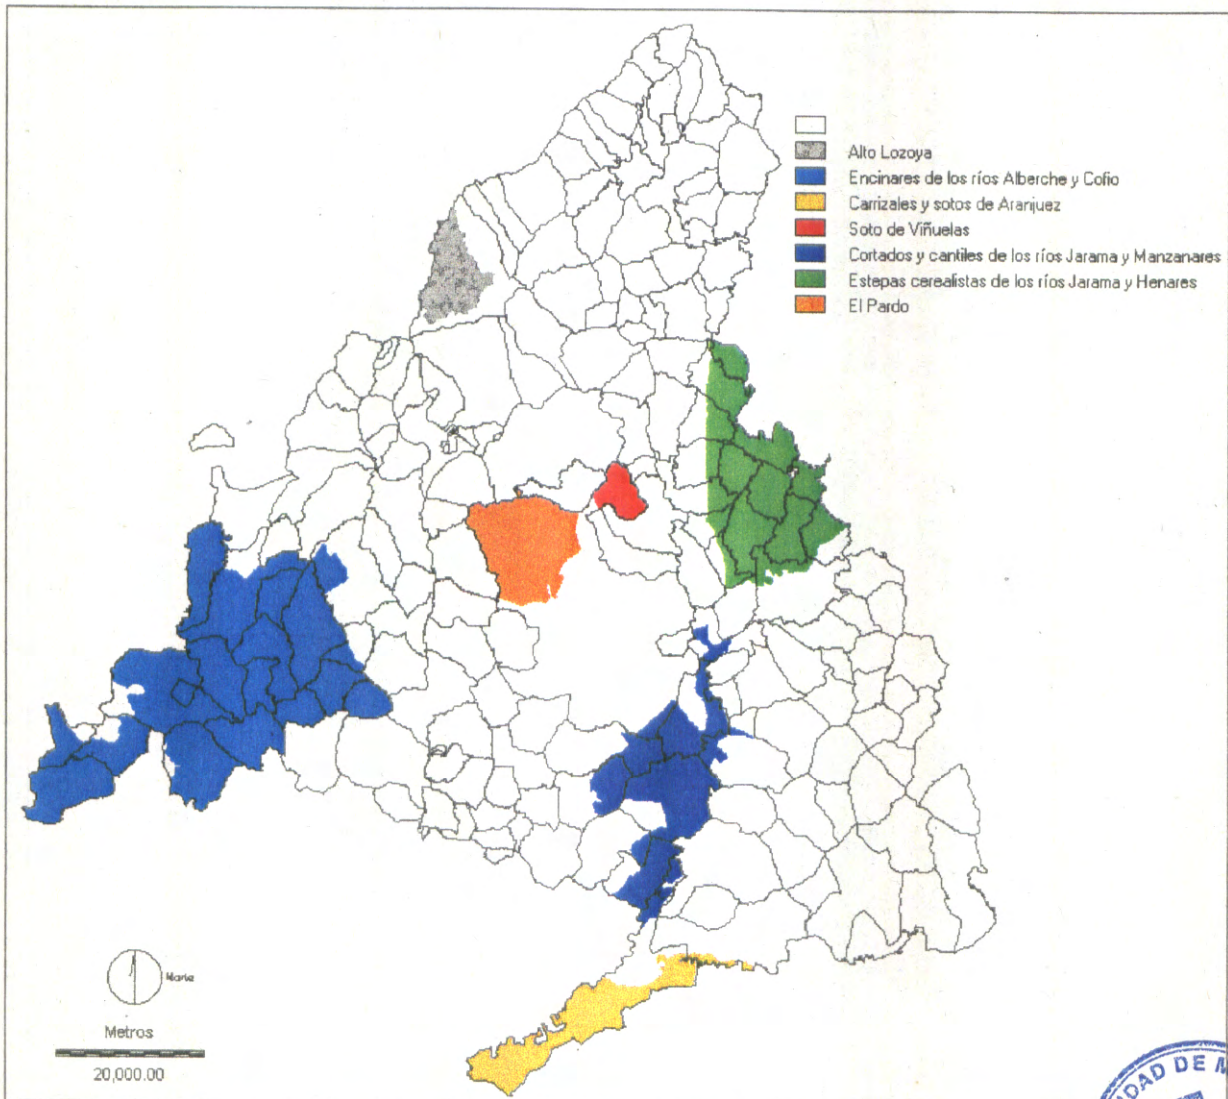 Alto Lozoya
Encinares de los ríos Alberche y Cofio
Carrizales y sotos de Aranjuez
Soto de Viñuelas
Cortados y cantiles de los ríos Jarama y Manzanares
Estepas cerealistas de los ríos Jarama y Henares
El Pardo
Norte
Metros
20,000.00
DAD DE